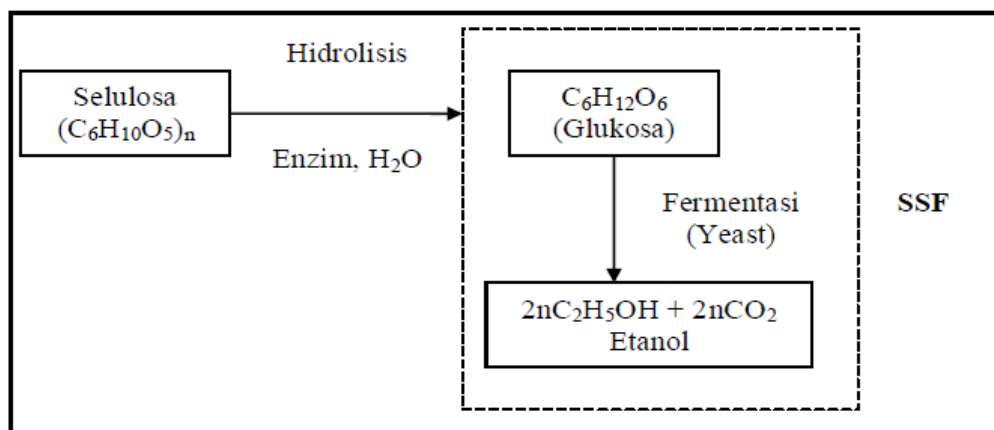 Hidrolisis
Selulosa
(C₆H₁₀O₅)ₙ
Enzim, H₂O
C₆H₁₂O₆
(Glukosa)
Fermentasi
(Yeast)
SSF
2nC₂H₅OH + 2nCO₂
Etanol